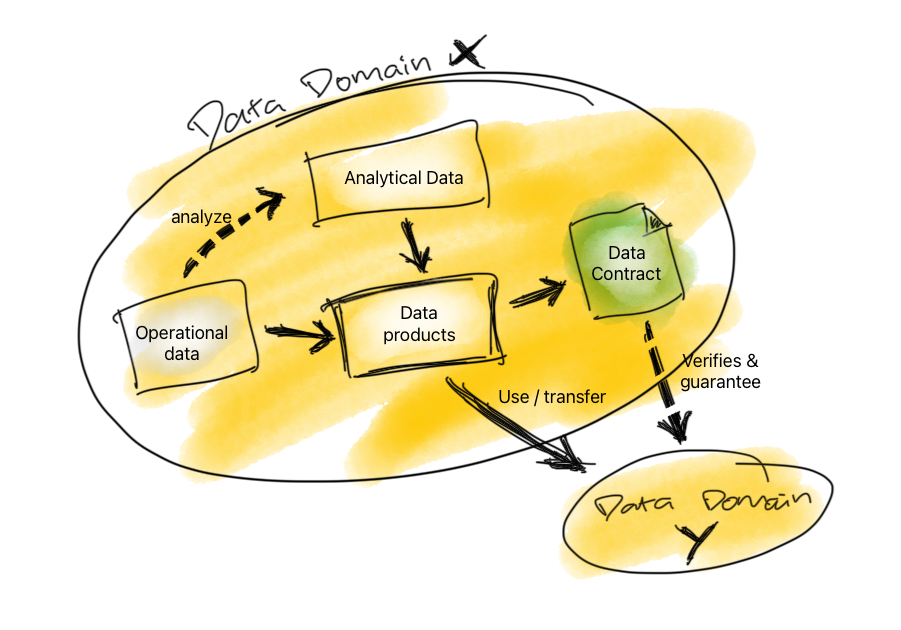 Data Domain X
Analytical Data
analyze
Data
Contract
Operational
data
Data
products
Verifies &
guarantee
Use / transfer
Data Domain
Y